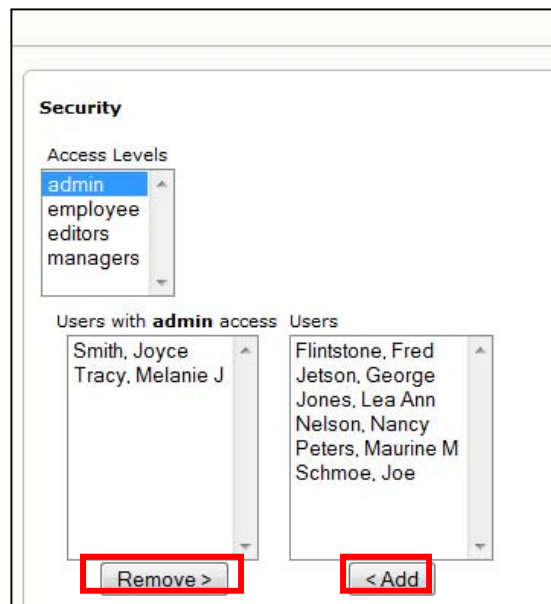 Security
Access Levels
admin
employee
editors
managers
Users with admin access
Smith, Joyce
Tracy, Melanie J
Users
Flintstone, Fred
Jetson, George
Jones, Lea Ann
Nelson, Nancy
Peters, Maurine M
Schmoe, Joe
Remove >
< Add